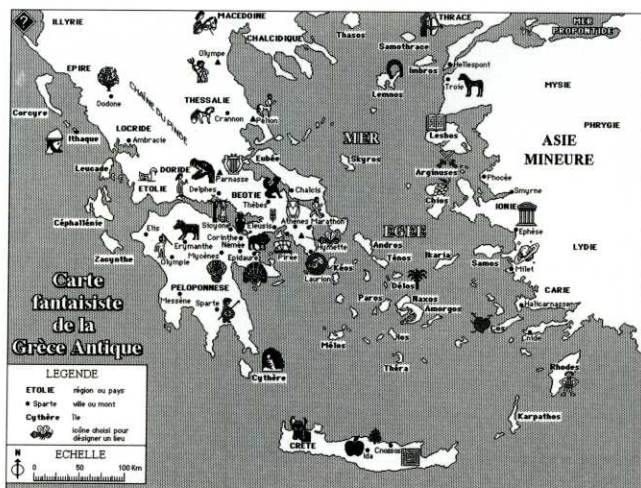 ?
ILLYRIE
MACEDOINE
THRACE
MER
PROPONTIDE
Thasos
CHALCIDIQUE
Samothrace
Olympe
Imbros
Hellespont
Troie
EPIRE
Lemnos
MYSIE
Dodone
CHAÎNE DU PINDE
THESSALIE
Corcyre
Crannon
Pélion
PHRYGIE
LOCRIDE
MER
Lesbos
ASIE
MINEURE
Ithaque
Ambracie
Leucade
DORIDE
Eubée
Skyros
Arginuses
Parnasse
Phocée
ETOLIE
Delphes
BEOTIE
Chalcis
Chios
Smyrne
Thèbes
Céphallénie
IONIE
Sicyone
Eleusis
Athènes
Marathon
EGEE
Elis
Corinthe
Ephèse
Erymanthe
Némée
Hymette
Andros
Zacynthe
Mycènes
Pirée
Ténos
Ikaria
Samos
LYDIE
Olympie
Epidaure
Kéos
Milet
Laurion
Délos
Carte
fantaisiste
de la
Grèce Antique
PELOPONNESE
CARIE
Messène
Paros
Naxos
Halicarnasse
Sparte
Amorgos
Ios
Cos
Cnide
Mélos
Théra
Rhodes
Cythère
LEGENDE
ETOLIE région ou pays
Sparte ville ou mont
Cythère île
icône choisi pour
désigner un lieu
Karpathos
ECHELLE
N
0 50 100 Km
CRETE
Ida
Cnossos